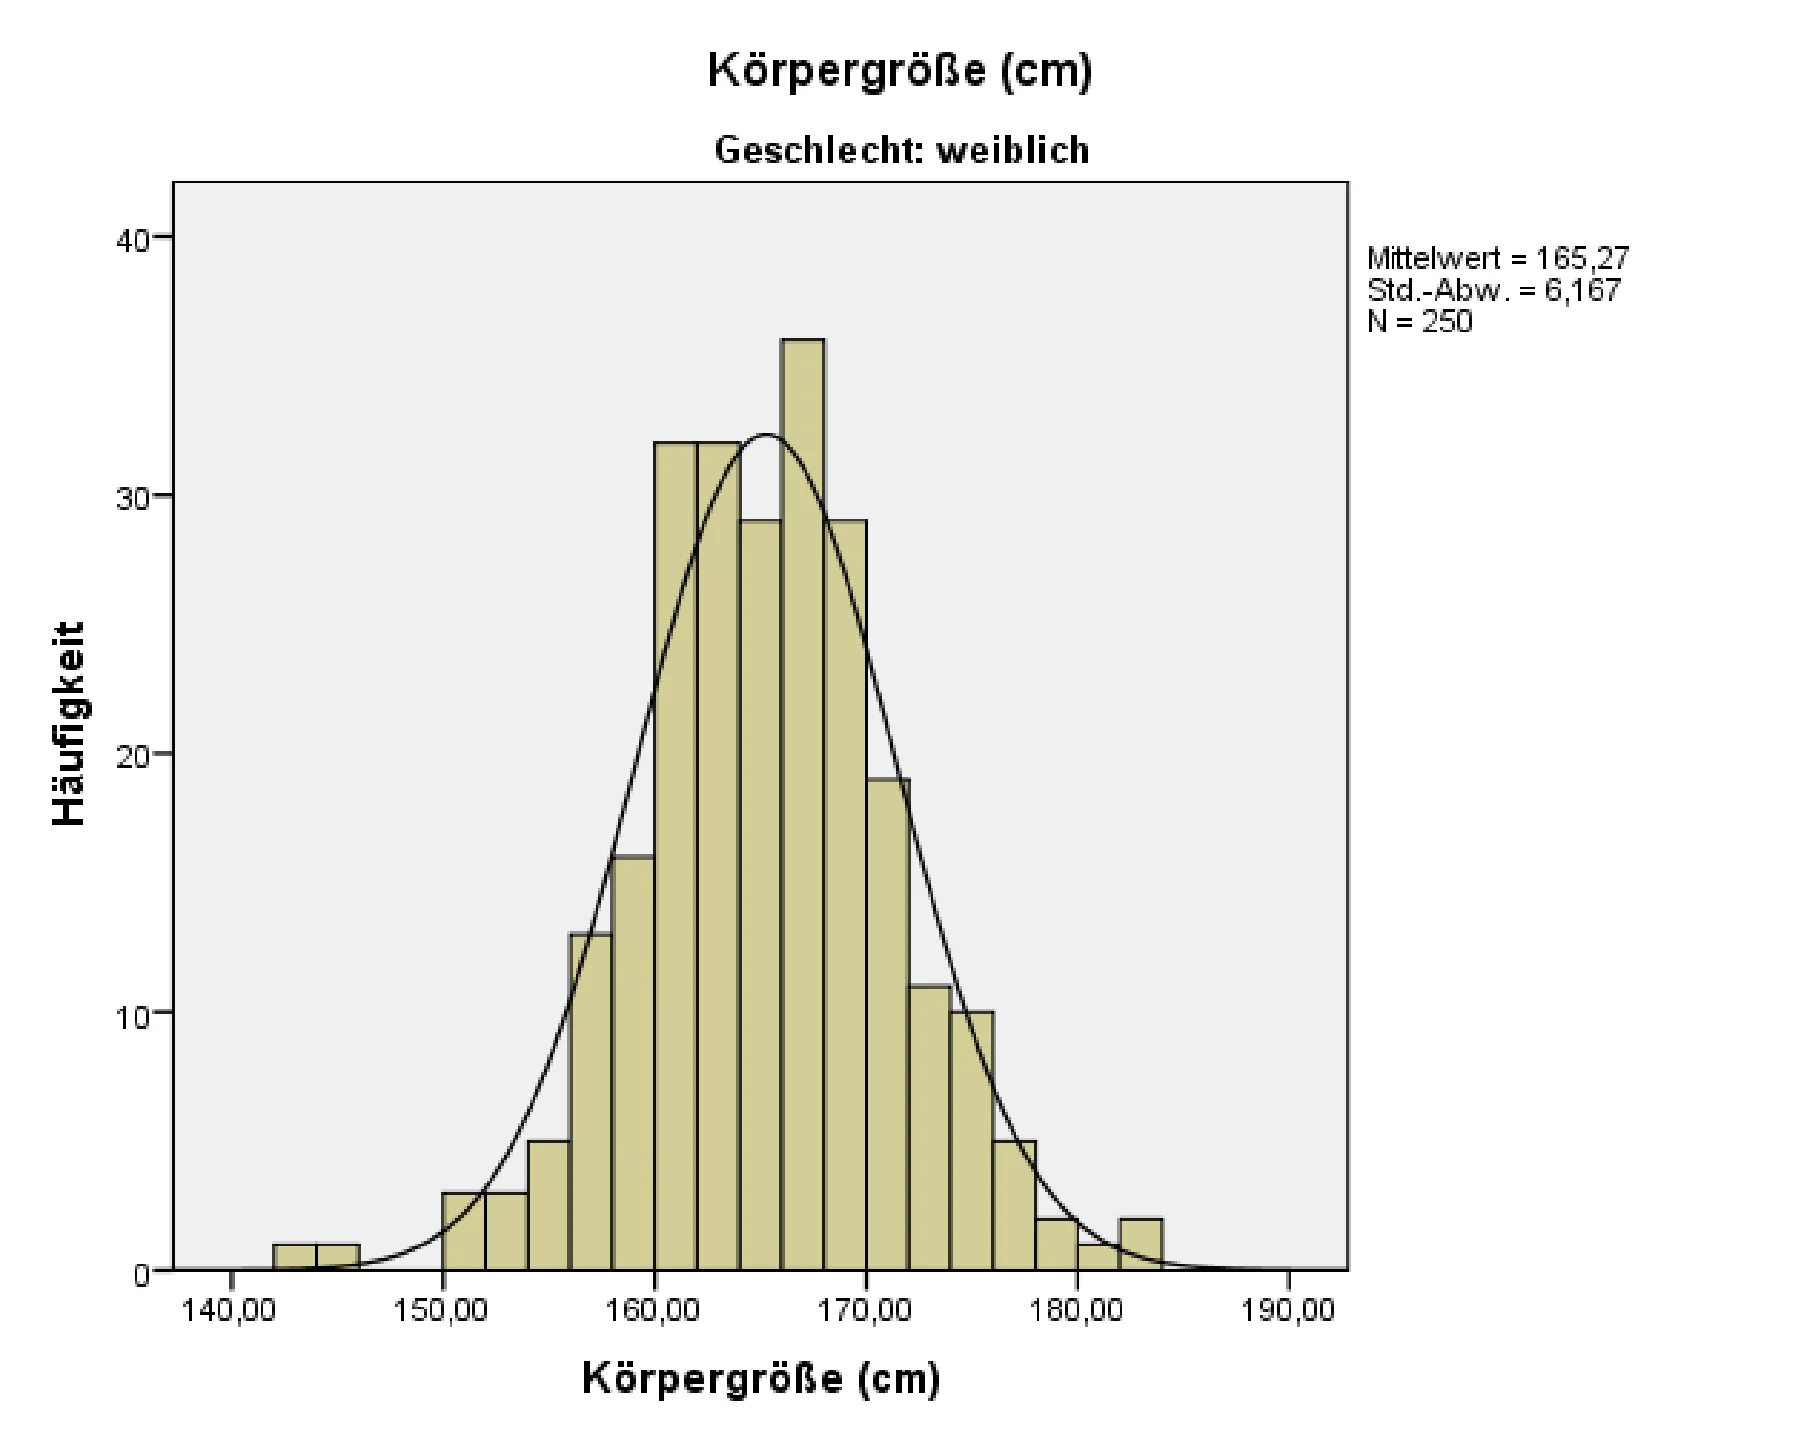 Körpergröße (cm)
Geschlecht: weiblich
Mittelwert = 165,27
Std.-Abw. = 6,167
N = 250
Häufigkeit
40
30
20
10
0
140,00 150,00 160,00 170,00 180,00 190,00
Körpergröße (cm)